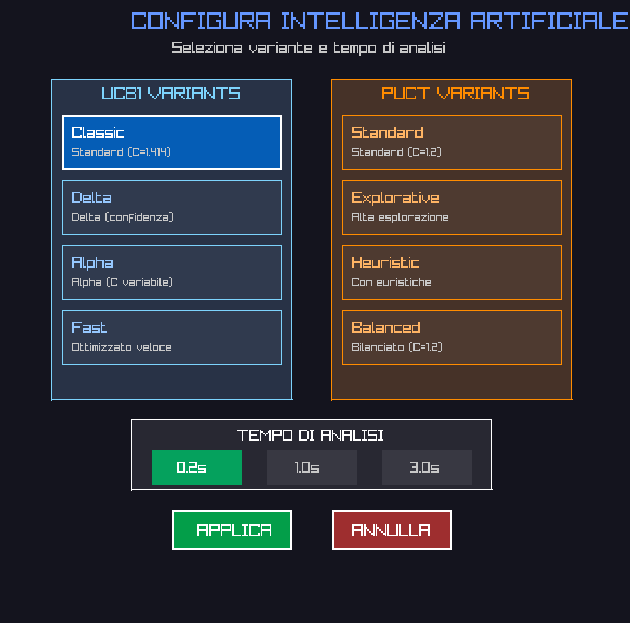 CONFIGURA INTELLIGENZA ARTIFICIALE
Seleziona variante e tempo di analisi
UCB1 VARIANTS
Classic
Standard (C=1.414)
Delta
Delta (confidenza)
Alpha
Alpha (C variabile)
Fast
Ottimizzato veloce
PUCT VARIANTS
Standard
Standard (C=1.2)
Explorative
Alta esplorazione
Heuristic
Con euristiche
Balanced
Bilanciato (C=1.2)
TEMPO DI ANALISI
0.2s
1.0s
3.0s
APPLICA
ANNULLA